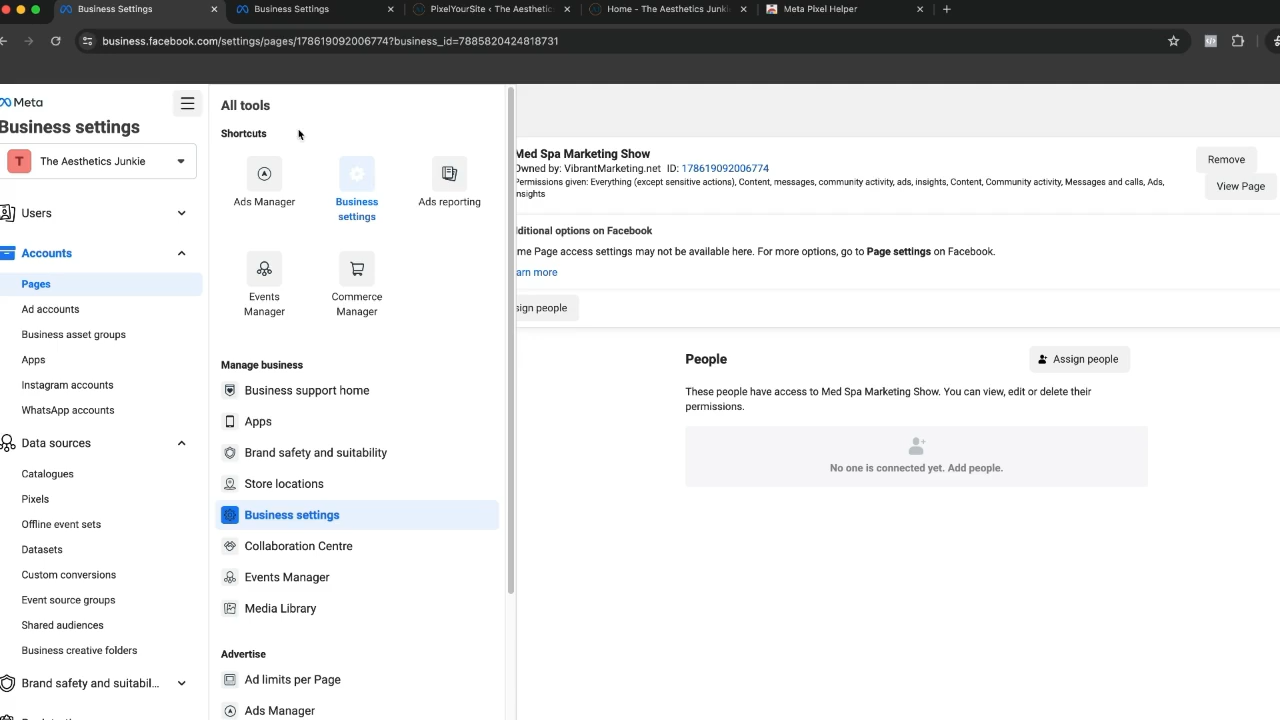 Business Settings
Business Settings
PixelYourSite ‹ The Aesthetic
Home - The Aesthetics Junki
Meta Pixel Helper
business.facebook.com/settings/pages/178619092006774?business_id=7885820424818731
Meta
Business settings
The Aesthetics Junkie
T
Users
Accounts
Pages
Ad accounts
Business asset groups
Apps
Instagram accounts
WhatsApp accounts
Data sources
Catalogues
Pixels
Offline event sets
Datasets
Custom conversions
Event source groups
Shared audiences
Business creative folders
Brand safety and suitabil...
All tools
Shortcuts
Ads Manager
Business
settings
Ads reporting
Events
Manager
Commerce
Manager
Manage business
Business support home
Apps
Brand safety and suitability
Store locations
Business settings
Collaboration Centre
Events Manager
Media Library
Advertise
Ad limits per Page
Ads Manager
Med Spa Marketing Show
Owned by: VibrantMarketing.net ID: 178619092006774
Permissions given: Everything (except sensitive actions), Content, messages, community activity, ads, insights, Content, Community activity, Messages and calls, Ads,
Insights
Remove
View Page
ditional options on Facebook
me Page access settings may not be available here. For more options, go to Page settings on Facebook.
arn more
sign people
People
Assign people
These people have access to Med Spa Marketing Show. You can view, edit or delete their
permissions.
No one is connected yet. Add people.